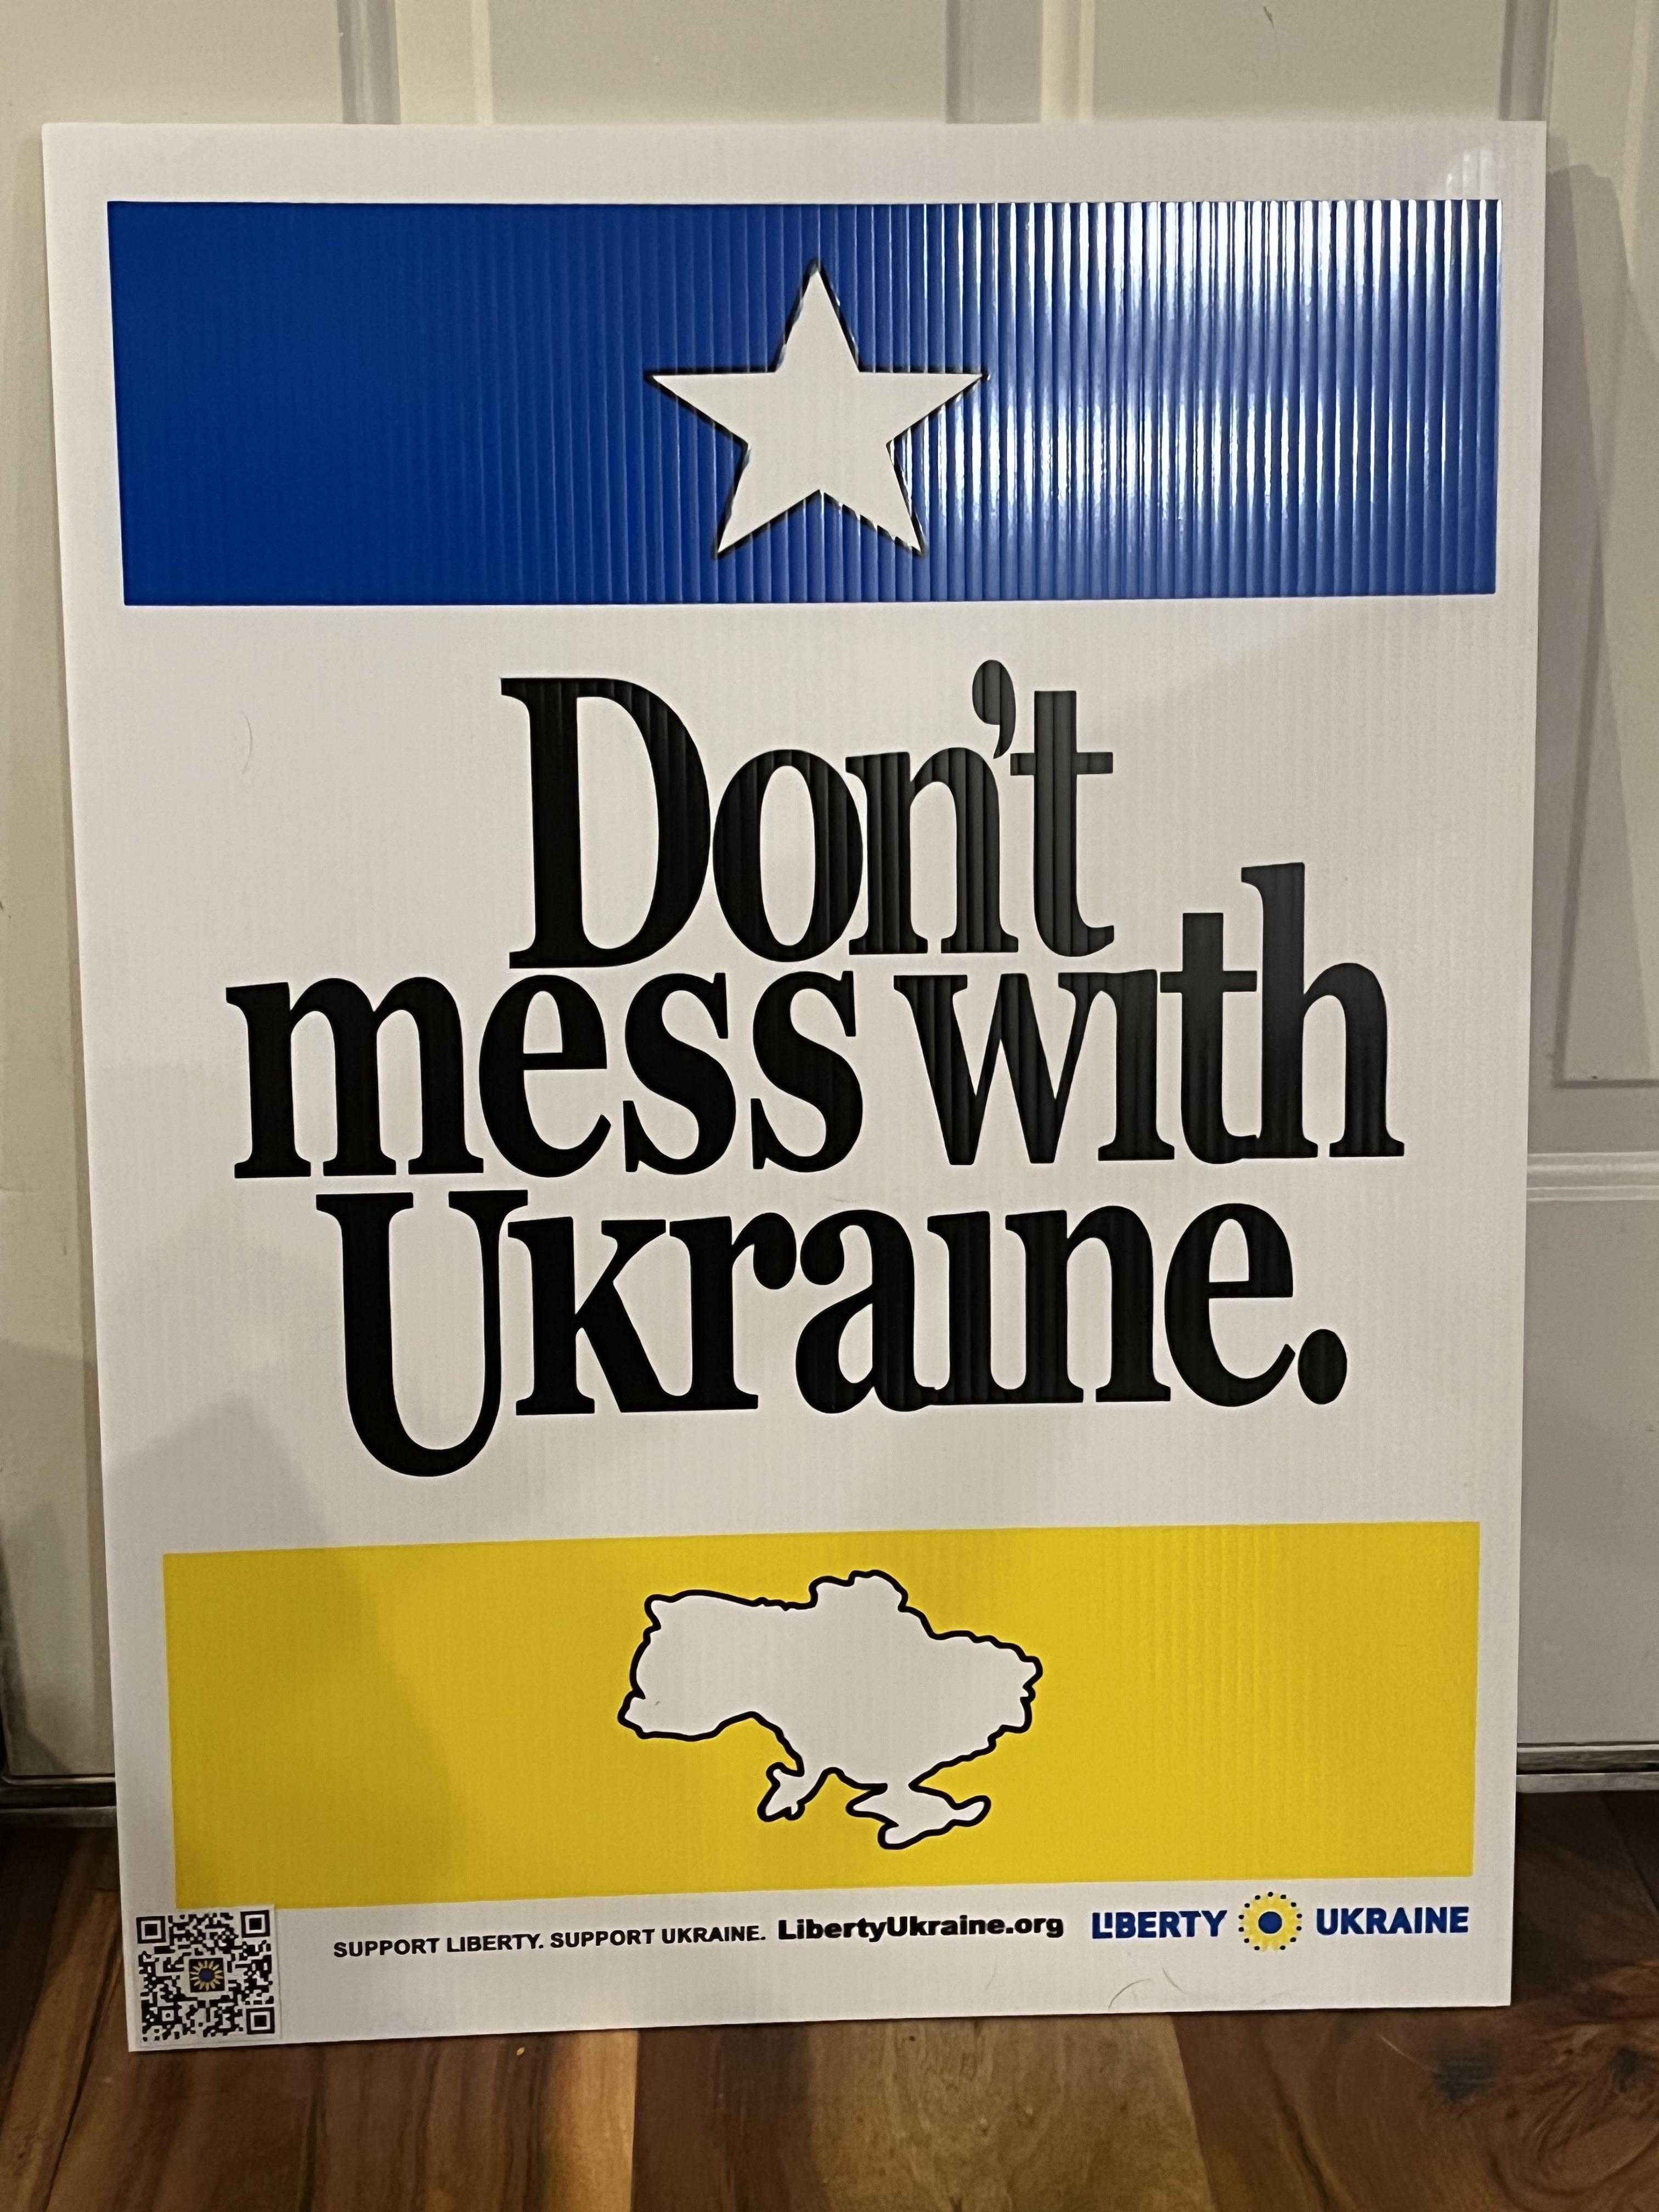 Don't
mess with
Ukraine.
SUPPORT LIBERTY. SUPPORT UKRAINE. LibertyUkraine.org LIBERTY UKRAINE